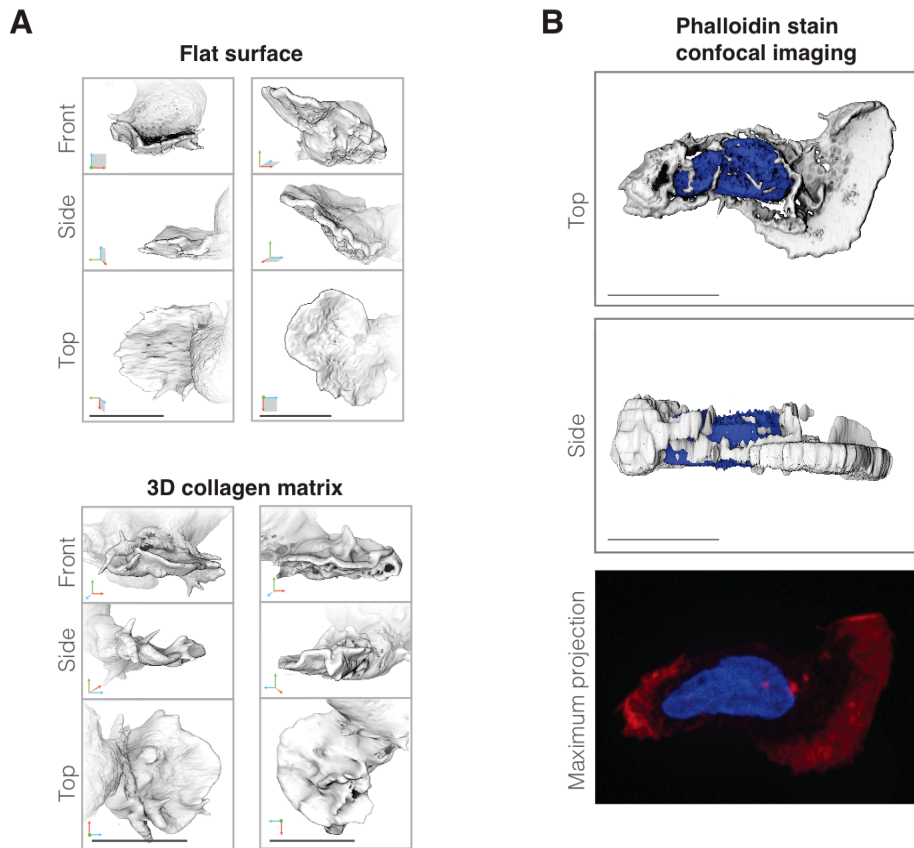 A
Flat surface
Front
Side
Top
3D collagen matrix
Front
Side
Top
B
Phalloidin stain
confocal imaging
Top
Side
Maximum projection